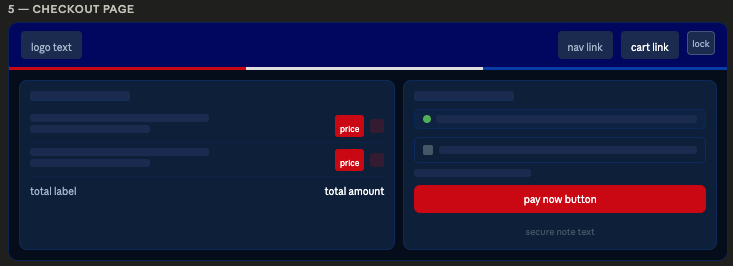 5 — CHECKOUT PAGE
logo text
nav link
cart link
lock
price
price
total label
total amount
pay now button
secure note text